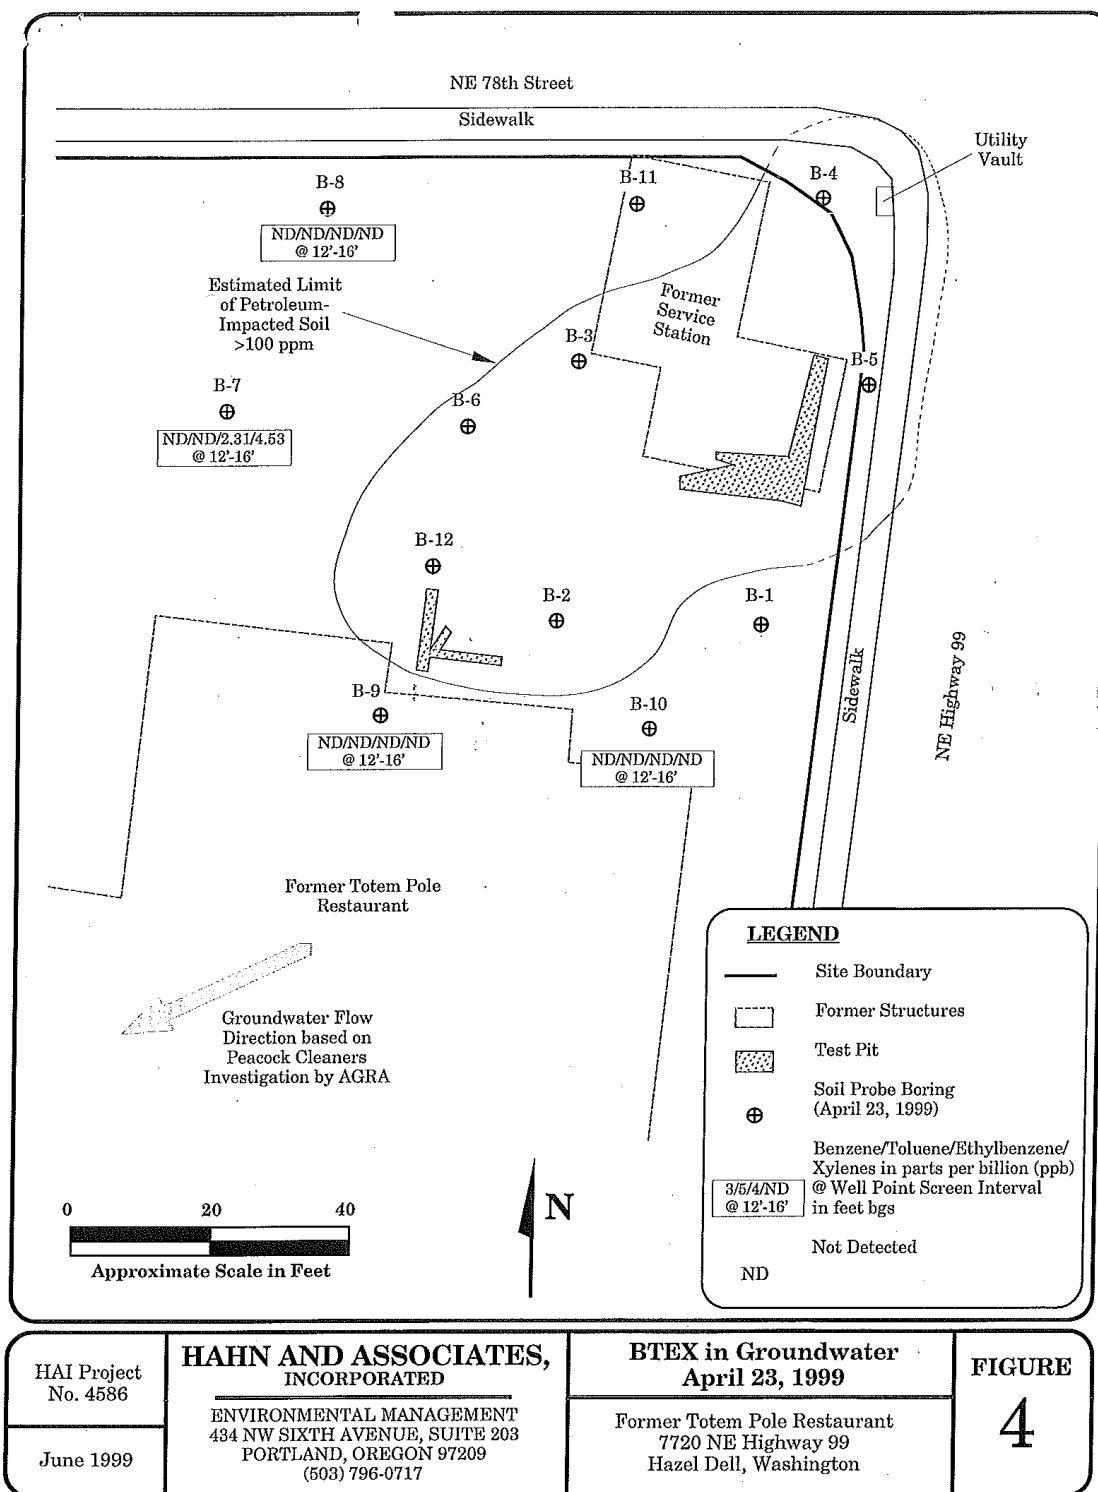 NE 78th Street
Sidewalk
Utility
Vault
B-4
B-11
B-8
ND/ND/ND/ND
@ 12'-16'
Estimated Limit
of Petroleum-
Impacted Soil
>100 ppm
Former
Service
Station
B-3
B-5
B-7
B-6
ND/ND/2.31/4.53
@ 12'-16'
B-12
B-2
B-1
Sidewalk
NE Highway 99
B-9
B-10
ND/ND/ND/ND
@ 12'-16'
ND/ND/ND/ND
@ 12'-16'
Former Totem Pole
Restaurant
Groundwater Flow
Direction based on
Peacock Cleaners
Investigation by AGRA
LEGEND
Site Boundary
Former Structures
Test Pit
Soil Probe Boring
(April 23, 1999)
Benzene/Toluene/Ethylbenzene/
Xylenes in parts per billion (ppb)
3/5/4/ND @ Well Point Screen Interval
@ 12'-16' in feet bgs
Not Detected
ND
N
0 20 40
Approximate Scale in Feet
HAI Project
No. 4586
June 1999
HAHN AND ASSOCIATES,
INCORPORATED
ENVIRONMENTAL MANAGEMENT
434 NW SIXTH AVENUE, SUITE 203
PORTLAND, OREGON 97209
(503) 796-0717
BTEX in Groundwater
April 23, 1999
Former Totem Pole Restaurant
7720 NE Highway 99
Hazel Dell, Washington
FIGURE
4